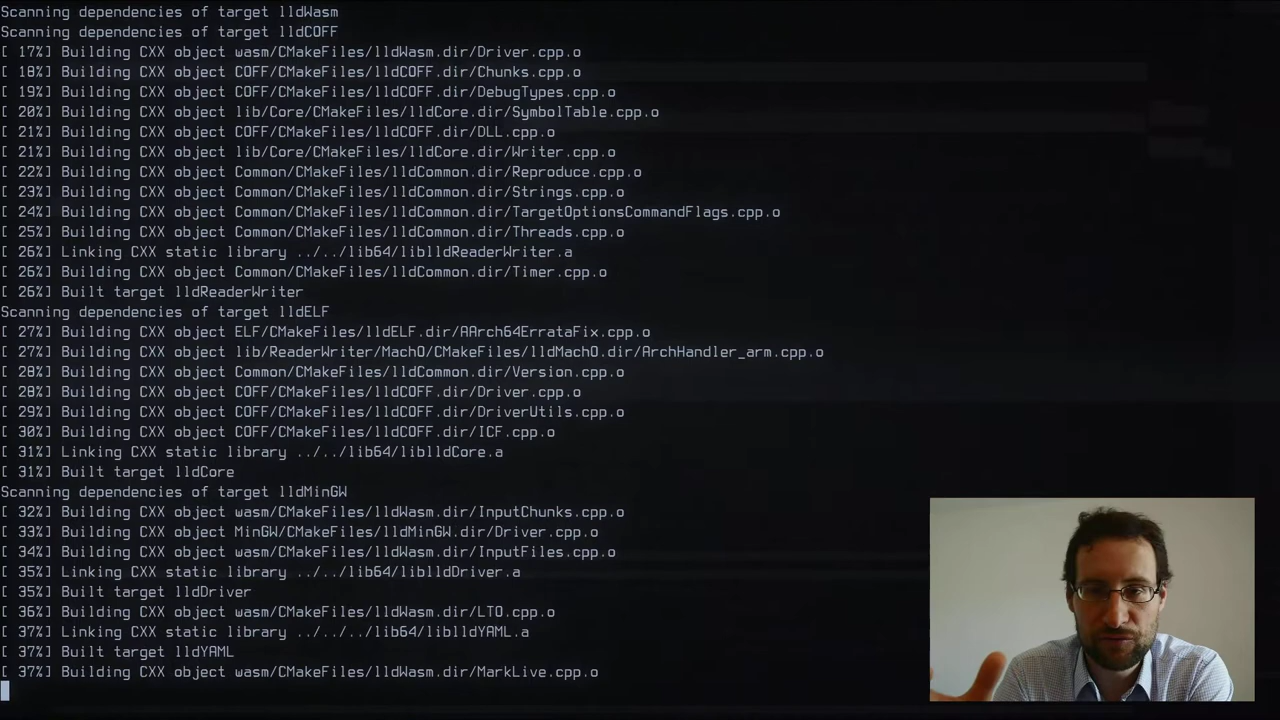 Scanning dependencies of target lldWasm
Scanning dependencies of target lldCOFF
[ 17%] Building CXX object wasm/CMakeFiles/lldWasm.dir/Driver.cpp.o
[ 18%] Building CXX object COFF/CMakeFiles/lldCOFF.dir/Chunks.cpp.o
[ 19%] Building CXX object COFF/CMakeFiles/lldCOFF.dir/DebugTypes.cpp.o
[ 20%] Building CXX object lib/Core/CMakeFiles/lldCore.dir/SymbolTable.cpp.o
[ 21%] Building CXX object COFF/CMakeFiles/lldCOFF.dir/DLL.cpp.o
[ 21%] Building CXX object lib/Core/CMakeFiles/lldCore.dir/Writer.cpp.o
[ 22%] Building CXX object Common/CMakeFiles/lldCommon.dir/Reproduce.cpp.o
[ 23%] Building CXX object Common/CMakeFiles/lldCommon.dir/Strings.cpp.o
[ 24%] Building CXX object Common/CMakeFiles/lldCommon.dir/TargetOptionsCommandFlags.cpp.o
[ 25%] Building CXX object Common/CMakeFiles/lldCommon.dir/Threads.cpp.o
[ 26%] Linking CXX static library ../../lib64/liblldReaderWriter.a
[ 26%] Building CXX object Common/CMakeFiles/lldCommon.dir/Timer.cpp.o
[ 26%] Built target lldReaderWriter
Scanning dependencies of target lldELF
[ 27%] Building CXX object ELF/CMakeFiles/lldELF.dir/AArch64ErrataFix.cpp.o
[ 27%] Building CXX object lib/ReaderWriter/MachO/CMakeFiles/lldMachO.dir/ArchHandler_arm.cpp.o
[ 28%] Building CXX object Common/CMakeFiles/lldCommon.dir/Version.cpp.o
[ 28%] Building CXX object COFF/CMakeFiles/lldCOFF.dir/Driver.cpp.o
[ 29%] Building CXX object COFF/CMakeFiles/lldCOFF.dir/DriverUtils.cpp.o
[ 30%] Building CXX object COFF/CMakeFiles/lldCOFF.dir/ICF.cpp.o
[ 31%] Linking CXX static library ../../lib64/liblldCore.a
[ 31%] Built target lldCore
Scanning dependencies of target lldMinGW
[ 32%] Building CXX object wasm/CMakeFiles/lldWasm.dir/InputChunks.cpp.o
[ 33%] Building CXX object MinGW/CMakeFiles/lldMinGW.dir/Driver.cpp.o
[ 34%] Building CXX object wasm/CMakeFiles/lldWasm.dir/InputFiles.cpp.o
[ 35%] Linking CXX static library ../../lib64/liblldDriver.a
[ 35%] Built target lldDriver
[ 36%] Building CXX object wasm/CMakeFiles/lldWasm.dir/LTO.cpp.o
[ 37%] Linking CXX static library ../../../lib64/liblldYAML.a
[ 37%] Built target lldYAML
[ 37%] Building CXX object wasm/CMakeFiles/lldWasm.dir/MarkLive.cpp.o